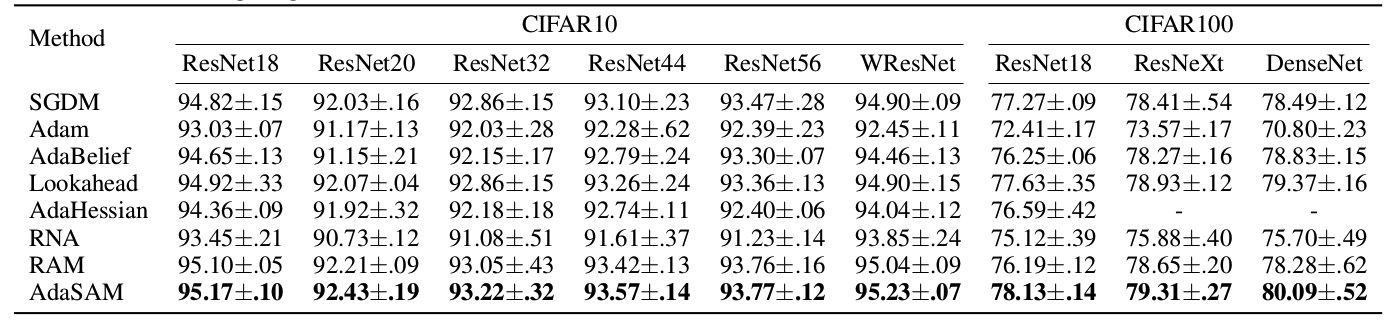 CIFAR10 CIFAR100
Method
ResNet18 ResNet20 ResNet32 ResNet44 ResNet56 WResNet ResNet18 ResNeXt DenseNet
SGDM 94.82±.15 92.03±.16 92.86±.15 93.10±.23 93.47±.28 94.90±.09 77.27±.09 78.41±.54 78.49±.12
Adam 93.03±.07 91.17±.13 92.03±.28 92.28±.62 92.39±.23 92.45±.11 72.41±.17 73.57±.17 70.80±.23
AdaBelief 94.65±.13 91.15±.21 92.15±.17 92.79±.24 93.30±.07 94.46±.13 76.25±.06 78.27±.16 78.83±.15
Lookahead 94.92±.33 92.07±.04 92.86±.15 93.26±.24 93.36±.13 94.90±.15 77.63±.35 78.93±.12 79.37±.16
AdaHessian 94.36±.09 91.92±.32 92.18±.18 92.74±.11 92.40±.06 94.04±.12 76.59±.42 - -
RNA 93.45±.21 90.73±.12 91.08±.51 91.61±.37 91.23±.14 93.85±.24 75.12±.39 75.88±.40 75.70±.49
RAM 95.10±.05 92.21±.09 93.05±.43 93.42±.13 93.76±.16 95.04±.09 76.19±.12 78.65±.20 78.28±.62
AdaSAM 95.17±.10 92.43±.19 93.22±.32 93.57±.14 93.77±.12 95.23±.07 78.13±.14 79.31±.27 80.09±.52